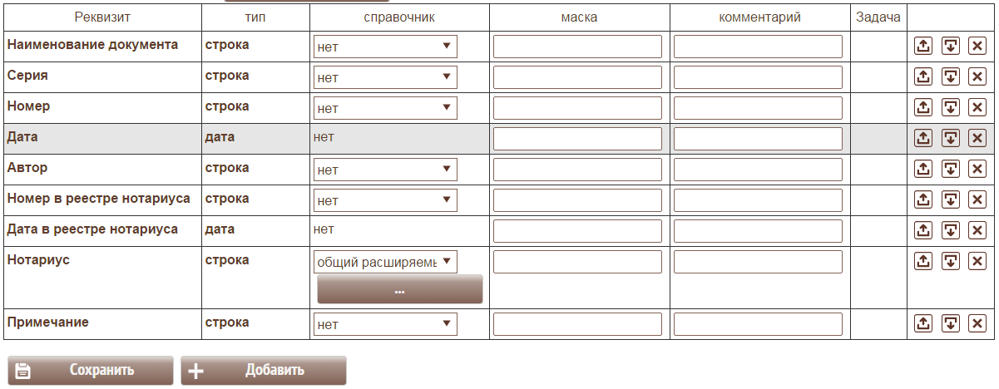 Реквизит тип справочник маска комментарий Задача
Наименование документа строка нет
Серия строка нет
Номер строка нет
Дата дата нет
Автор строка нет
Номер в реестре нотариуса строка нет
Дата в реестре нотариуса дата нет
Нотариус строка общий расширяемы
...
Примечание строка нет
Сохранить Добавить